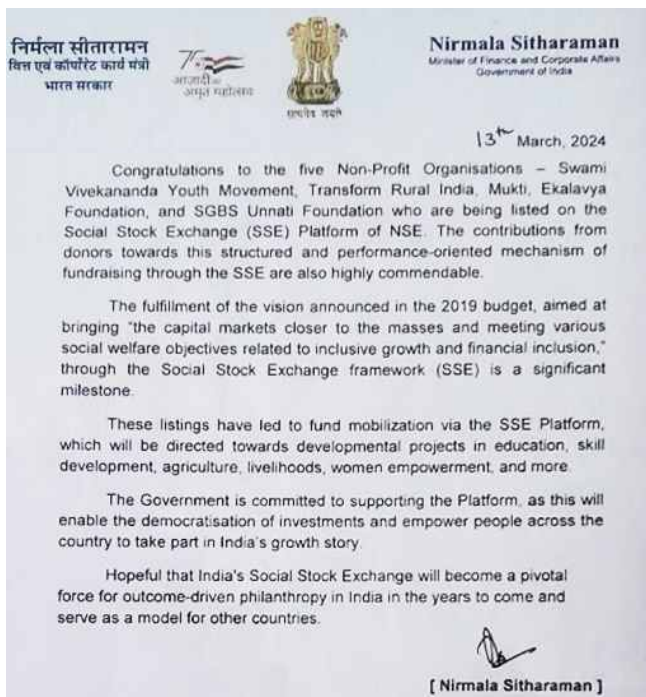 निर्मला सीतारामन
वित्त एवं कॉर्पोरेट कार्य मंत्री
भारत सरकार
75
आज़ादी का
अमृत महोत्सव
सत्यमेव जयते
Nirmala Sitharaman
Minister of Finance and Corporate Affairs
Government of India
13th March, 2024
Congratulations to the five Non-Profit Organisations – Swami
Vivekananda Youth Movement, Transform Rural India, Mukti, Ekalavya
Foundation, and SGBS Unnati Foundation who are being listed on the
Social Stock Exchange (SSE) Platform of NSE. The contributions from
donors towards this structured and performance-oriented mechanism of
fundraising through the SSE are also highly commendable.
The fulfillment of the vision announced in the 2019 budget, aimed at
bringing "the capital markets closer to the masses and meeting various
social welfare objectives related to inclusive growth and financial inclusion,"
through the Social Stock Exchange framework (SSE) is a significant
milestone.
These listings have led to fund mobilization via the SSE Platform,
which will be directed towards developmental projects in education, skill
development, agriculture, livelihoods, women empowerment, and more.
The Government is committed to supporting the Platform, as this will
enable the democratisation of investments and empower people across the
country to take part in India's growth story.
Hopeful that India's Social Stock Exchange will become a pivotal
force for outcome-driven philanthropy in India in the years to come and
serve as a model for other countries.
[ Nirmala Sitharaman ]